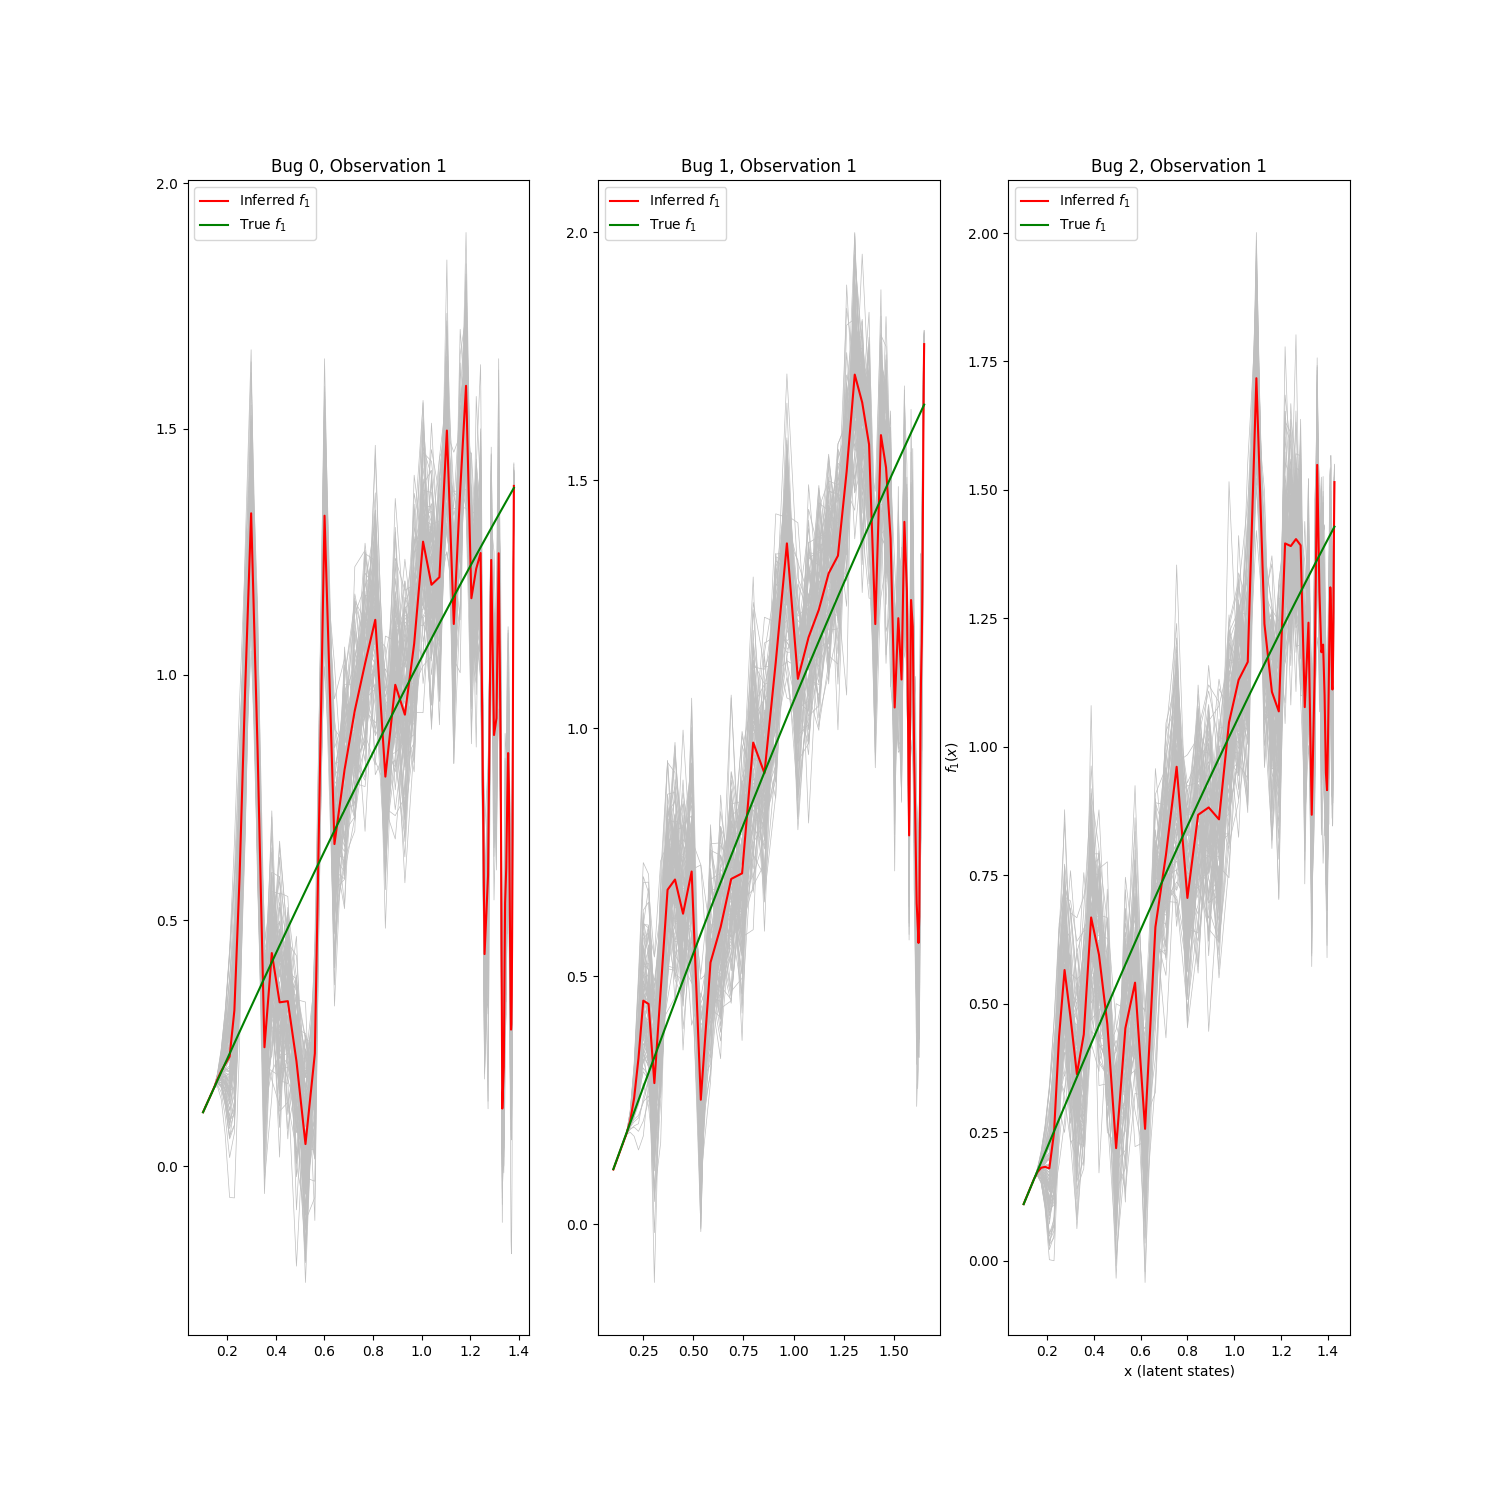 Bug 0, Observation 1
Inferred f₁
True f₁
2.0
1.5
1.0
0.5
0.0
0.2 0.4 0.6 0.8 1.0 1.2 1.4
Bug 1, Observation 1
Inferred f₁
True f₁
2.0
1.5
1.0
0.5
0.0
0.25 0.50 0.75 1.00 1.25 1.50
Bug 2, Observation 1
Inferred f₁
True f₁
f₁(x)
2.00
1.75
1.50
1.25
1.00
0.75
0.50
0.25
0.00
0.2 0.4 0.6 0.8 1.0 1.2 1.4
x (latent states)